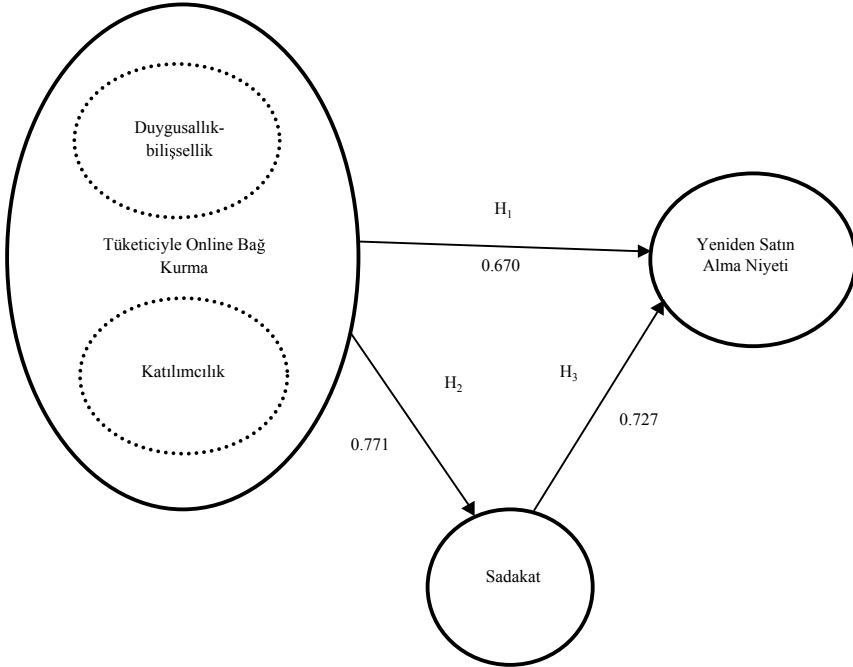 Duygusallık-
bilişsellik
Tüketiciyle Online Bağ
Kurma
Katılımcılık
H₁
0.670
Yeniden Satın
Alma Niyeti
H₂
0.771
H₃
0.727
Sadakat